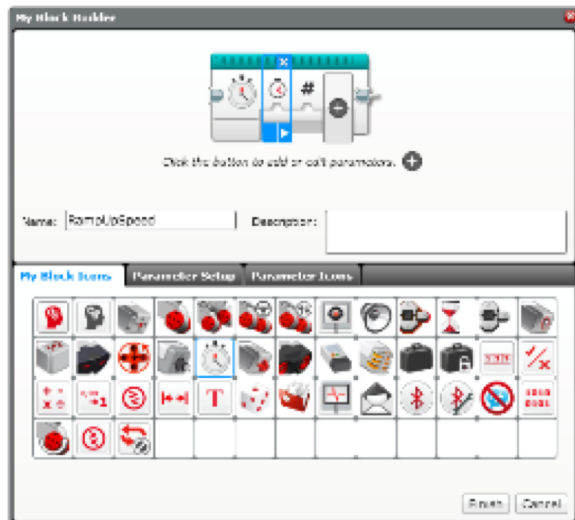 My Block Builder
#
Click the button to add or edit parameters.
Name: RampUpSpeed Description:
My Block Icons Parameter Setup Parameter Icons
T
Finish Cancel